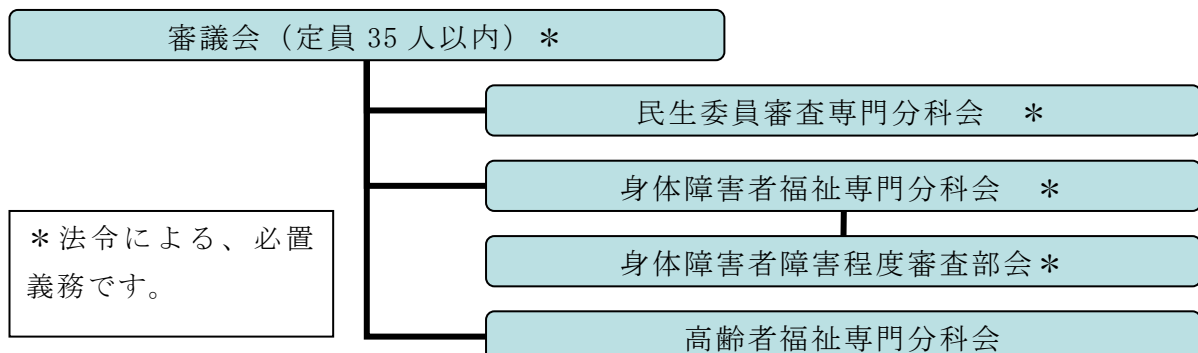 審議会（定員 35 人以内）＊
民生委員審査専門分科会　＊
身体障害者福祉専門分科会　＊
＊法令による、必置
義務です。
身体障害者障害程度審査部会＊
高齢者福祉専門分科会